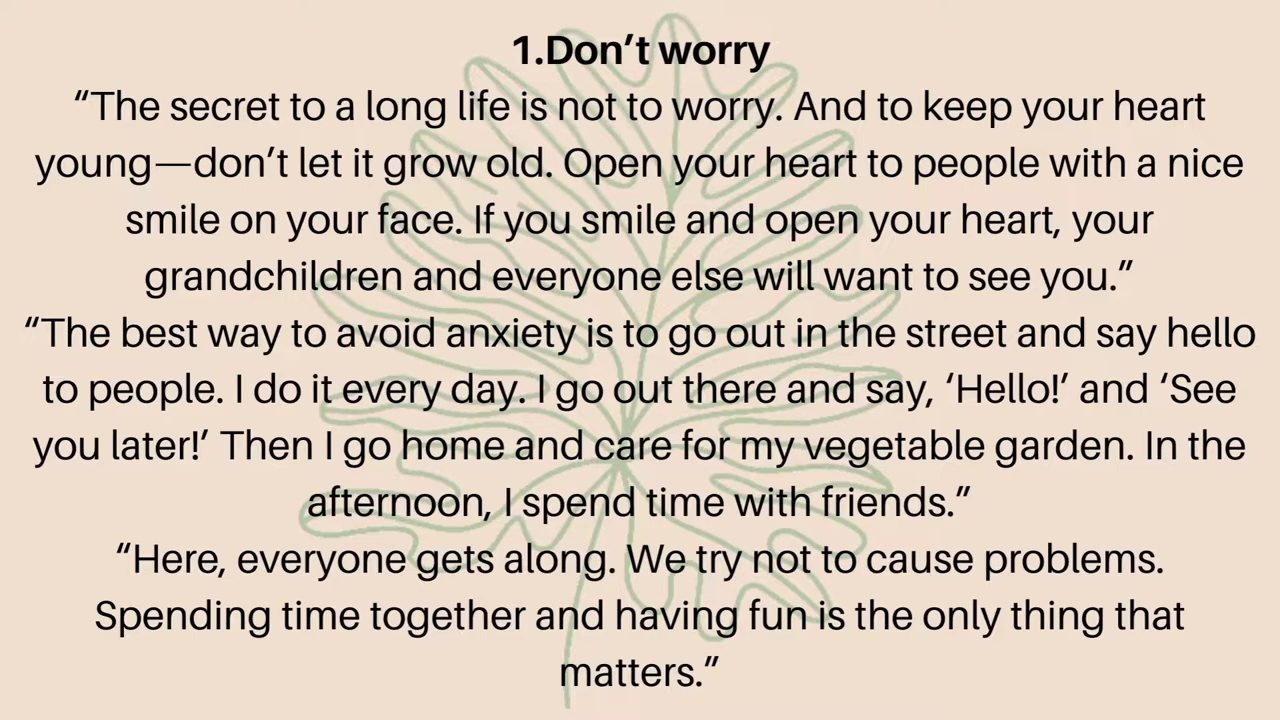 1.Don’t worry
“The secret to a long life is not to worry. And to keep your heart
young—don’t let it grow old. Open your heart to people with a nice
smile on your face. If you smile and open your heart, your
grandchildren and everyone else will want to see you.”
“The best way to avoid anxiety is to go out in the street and say hello
to people. I do it every day. I go out there and say, ‘Hello!’ and ‘See
you later!’ Then I go home and care for my vegetable garden. In the
afternoon, I spend time with friends.”
“Here, everyone gets along. We try not to cause problems.
Spending time together and having fun is the only thing that
matters.”